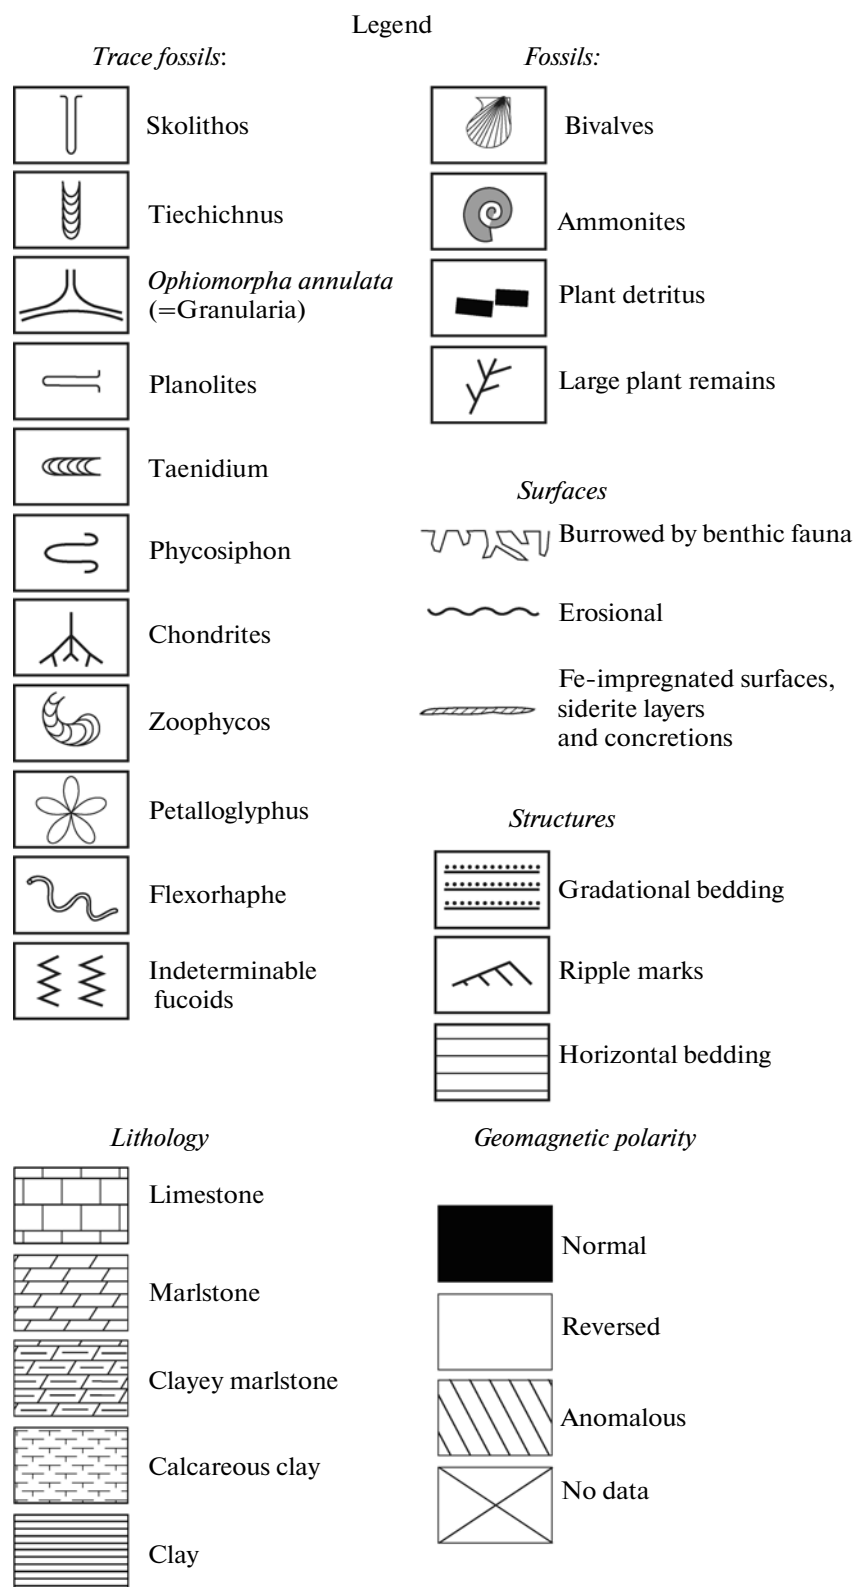 Legend
Trace fossils:
Skolithos
Tiechichnus
Ophiomorpha annulata
(=Granularia)
Planolites
Taenidium
Phycosiphon
Chondrites
Zoophycos
Petalloglyphus
Flexorhaphe
Indeterminable
fucoids
Fossils:
Bivalves
Ammonites
Plant detritus
Large plant remains
Surfaces
Burrowed by benthic fauna
Erosional
Fe-impregnated surfaces,
siderite layers
and concretions
Structures
Gradational bedding
Ripple marks
Horizontal bedding
Lithology
Limestone
Marlstone
Clayey marlstone
Calcareous clay
Clay
Geomagnetic polarity
Normal
Reversed
Anomalous
No data